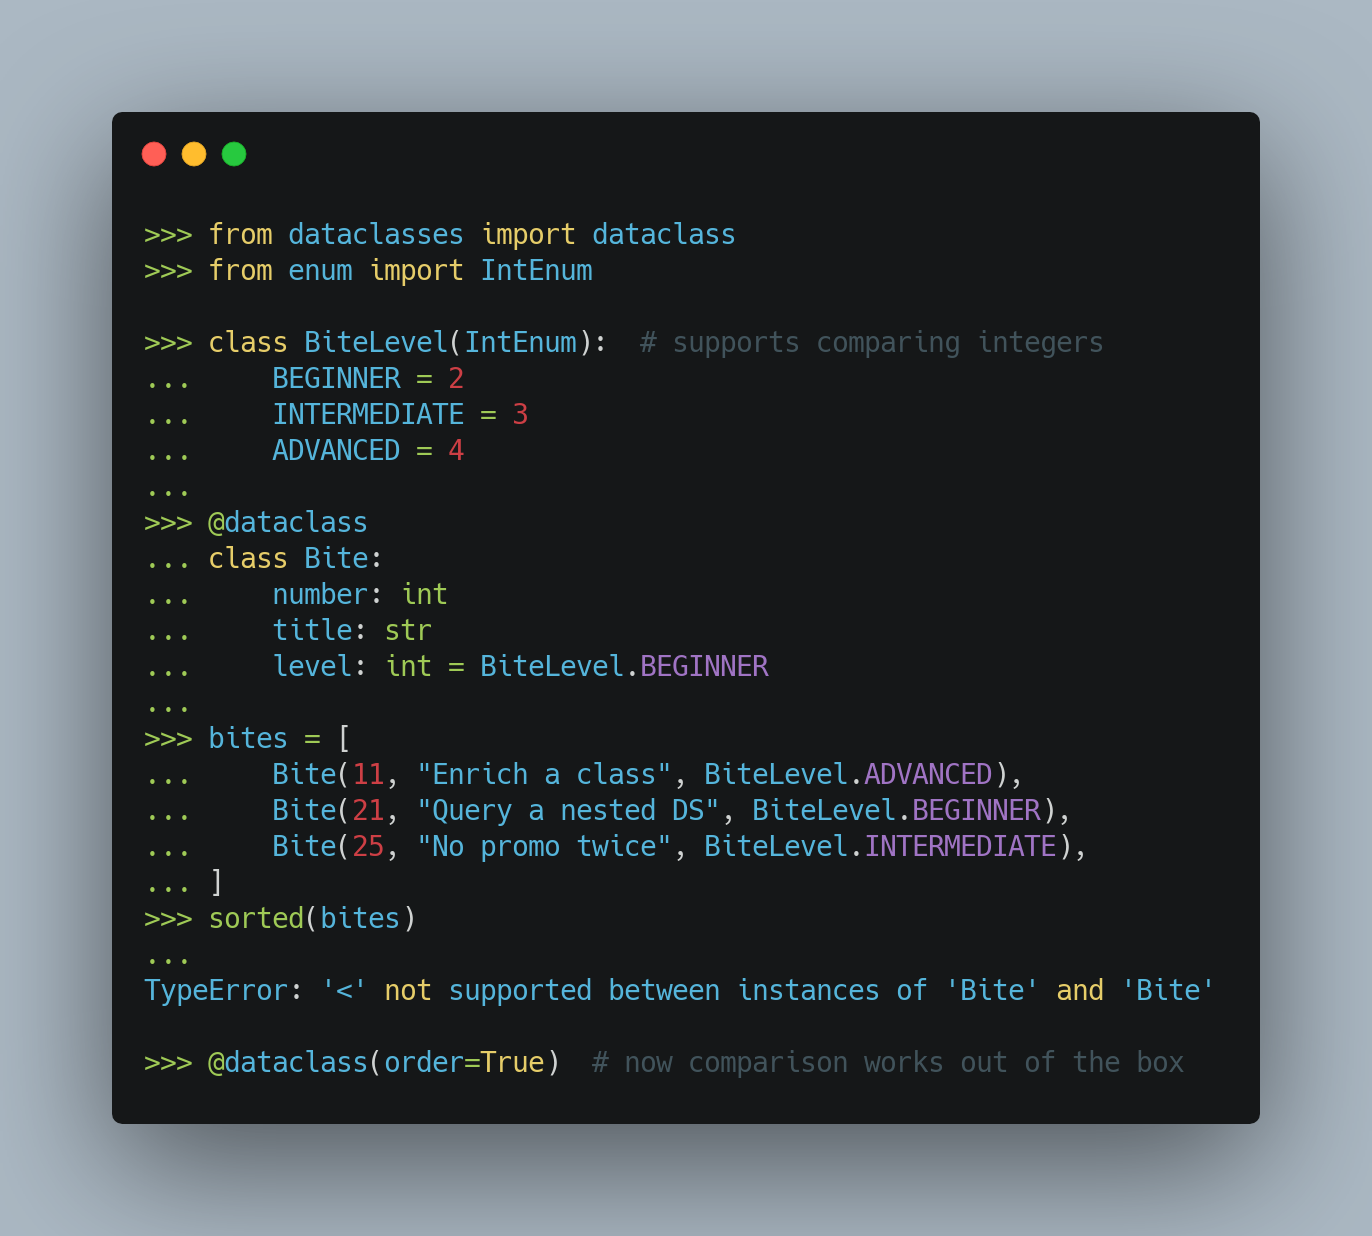 >>> from dataclasses import dataclass
>>> from enum import IntEnum

>>> class BiteLevel(IntEnum):  # supports comparing integers
...     BEGINNER = 2
...     INTERMEDIATE = 3
...     ADVANCED = 4
...
>>> @dataclass
... class Bite:
...     number: int
...     title: str
...     level: int = BiteLevel.BEGINNER
...
>>> bites = [
...     Bite(11, "Enrich a class", BiteLevel.ADVANCED),
...     Bite(21, "Query a nested DS", BiteLevel.BEGINNER),
...     Bite(25, "No promo twice", BiteLevel.INTERMEDIATE),
... ]
>>> sorted(bites)
...
TypeError: '<' not supported between instances of 'Bite' and 'Bite'

>>> @dataclass(order=True)  # now comparison works out of the box